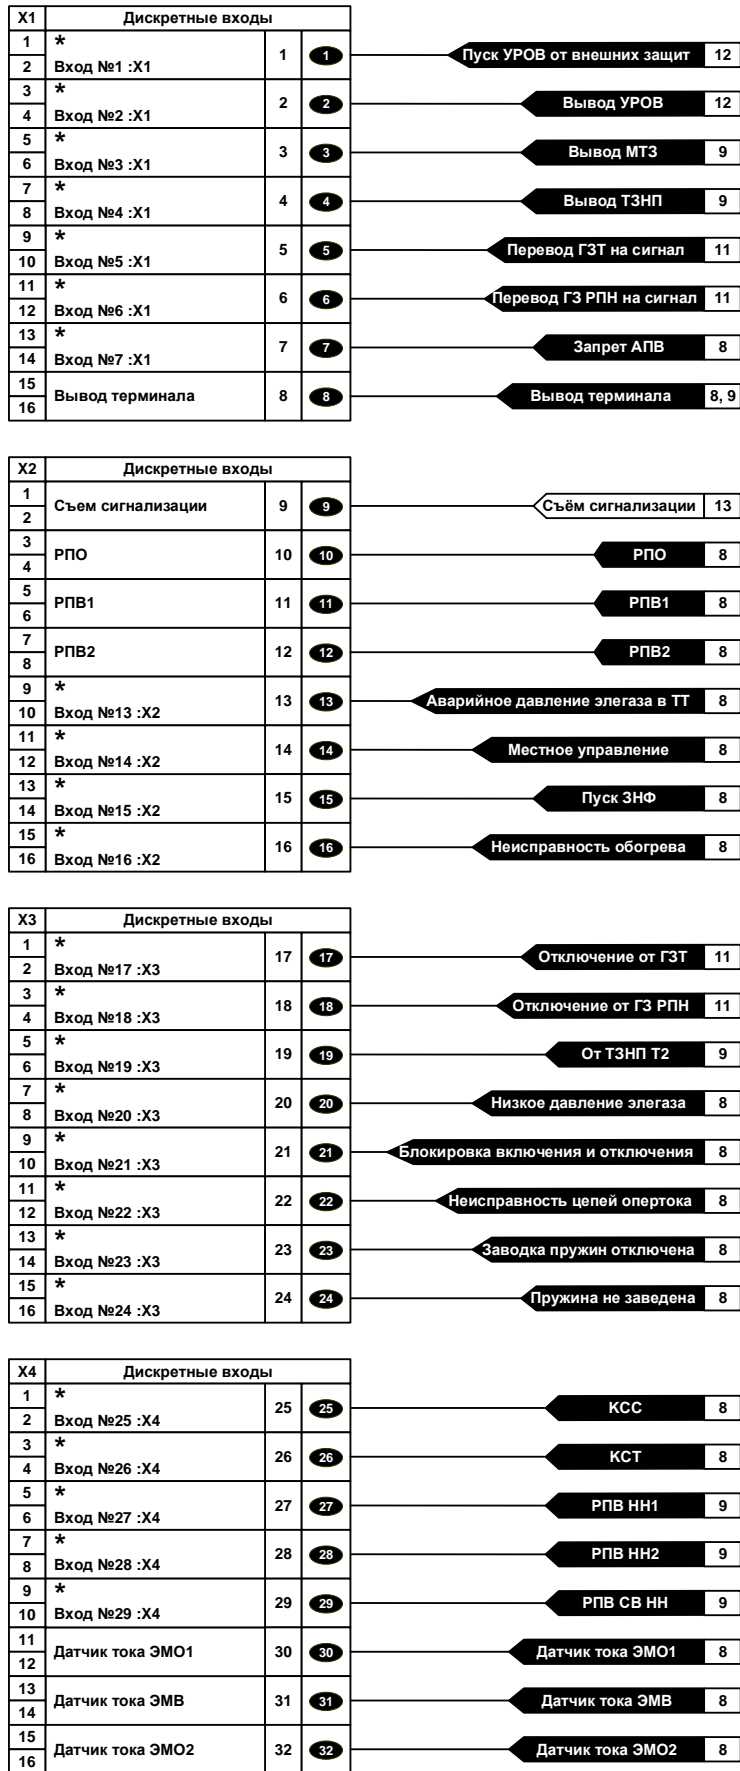 X1 Дискретные входы
1 * 1 1 Пуск УРОВ от внешних защит 12
2 Вход №1 :X1
3 * 2 2 Вывод УРОВ 12
4 Вход №2 :X1
5 * 3 3 Вывод МТЗ 9
6 Вход №3 :X1
7 * 4 4 Вывод ТЗНП 9
8 Вход №4 :X1
9 * 5 5 Перевод ГЗТ на сигнал 11
10 Вход №5 :X1
11 * 6 6 Перевод ГЗ РПН на сигнал 11
12 Вход №6 :X1
13 * 7 7 Запрет АПВ 8
14 Вход №7 :X1
15 Вывод терминала 8 8 Вывод терминала 8, 9
16
X2 Дискретные входы
1 Съем сигнализации 9 9 Съём сигнализации 13
2
3 РПО 10 10 РПО 8
4
5 РПВ1 11 11 РПВ1 8
6
7 РПВ2 12 12 РПВ2 8
8
9 * 13 13 Аварийное давление элегаза в ТТ 8
10 Вход №13 :X2
11 * 14 14 Местное управление 8
12 Вход №14 :X2
13 * 15 15 Пуск ЗНФ 8
14 Вход №15 :X2
15 * 16 16 Неисправность обогрева 8
16 Вход №16 :X2
X3 Дискретные входы
1 * 17 17 Отключение от ГЗТ 11
2 Вход №17 :X3
3 * 18 18 Отключение от ГЗ РПН 11
4 Вход №18 :X3
5 * 19 19 От ТЗНП Т2 9
6 Вход №19 :X3
7 * 20 20 Низкое давление элегаза 8
8 Вход №20 :X3
9 * 21 21 Блокировка включения и отключения 8
10 Вход №21 :X3
11 * 22 22 Неисправность цепей опертока 8
12 Вход №22 :X3
13 * 23 23 Заводка пружин отключена 8
14 Вход №23 :X3
15 * 24 24 Пружина не заведена 8
16 Вход №24 :X3
X4 Дискретные входы
1 * 25 25 КСС 8
2 Вход №25 :X4
3 * 26 26 КСТ 8
4 Вход №26 :X4
5 * 27 27 РПВ НН1 9
6 Вход №27 :X4
7 * 28 28 РПВ НН2 9
8 Вход №28 :X4
9 * 29 29 РПВ СВ НН 9
10 Вход №29 :X4
11 Датчик тока ЭМО1 30 30 Датчик тока ЭМО1 8
12
13 Датчик тока ЭМВ 31 31 Датчик тока ЭМВ 8
14
15 Датчик тока ЭМО2 32 32 Датчик тока ЭМО2 8
16